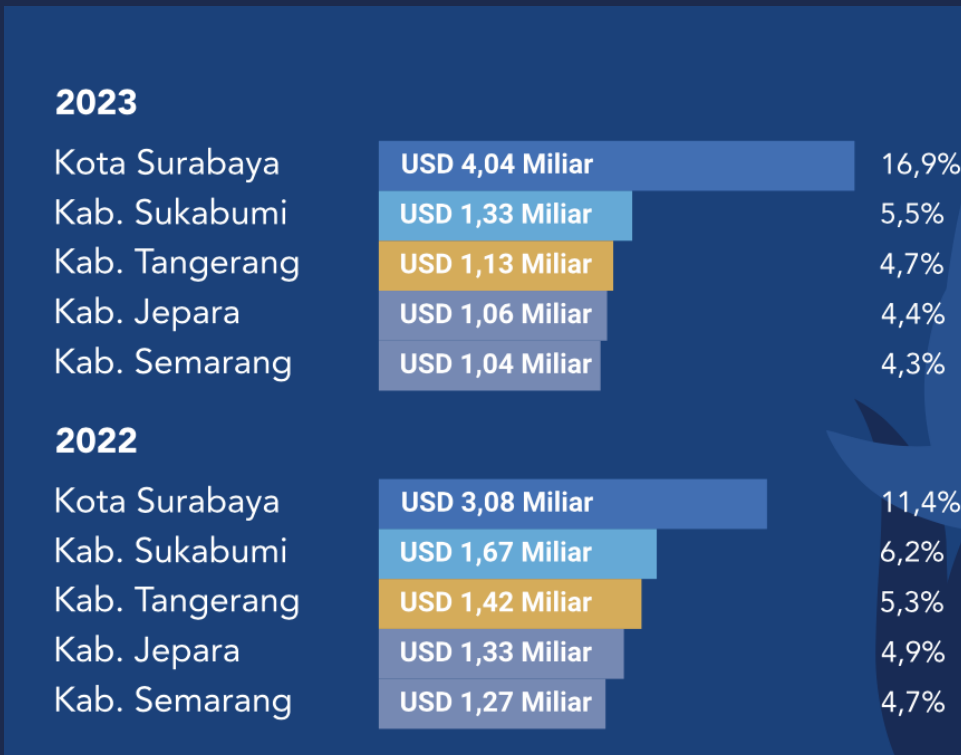 2023
Kota Surabaya USD 4,04 Miliar 16,9%
Kab. Sukabumi USD 1,33 Miliar 5,5%
Kab. Tangerang USD 1,13 Miliar 4,7%
Kab. Jepara USD 1,06 Miliar 4,4%
Kab. Semarang USD 1,04 Miliar 4,3%
2022
Kota Surabaya USD 3,08 Miliar 11,4%
Kab. Sukabumi USD 1,67 Miliar 6,2%
Kab. Tangerang USD 1,42 Miliar 5,3%
Kab. Jepara USD 1,33 Miliar 4,9%
Kab. Semarang USD 1,27 Miliar 4,7%